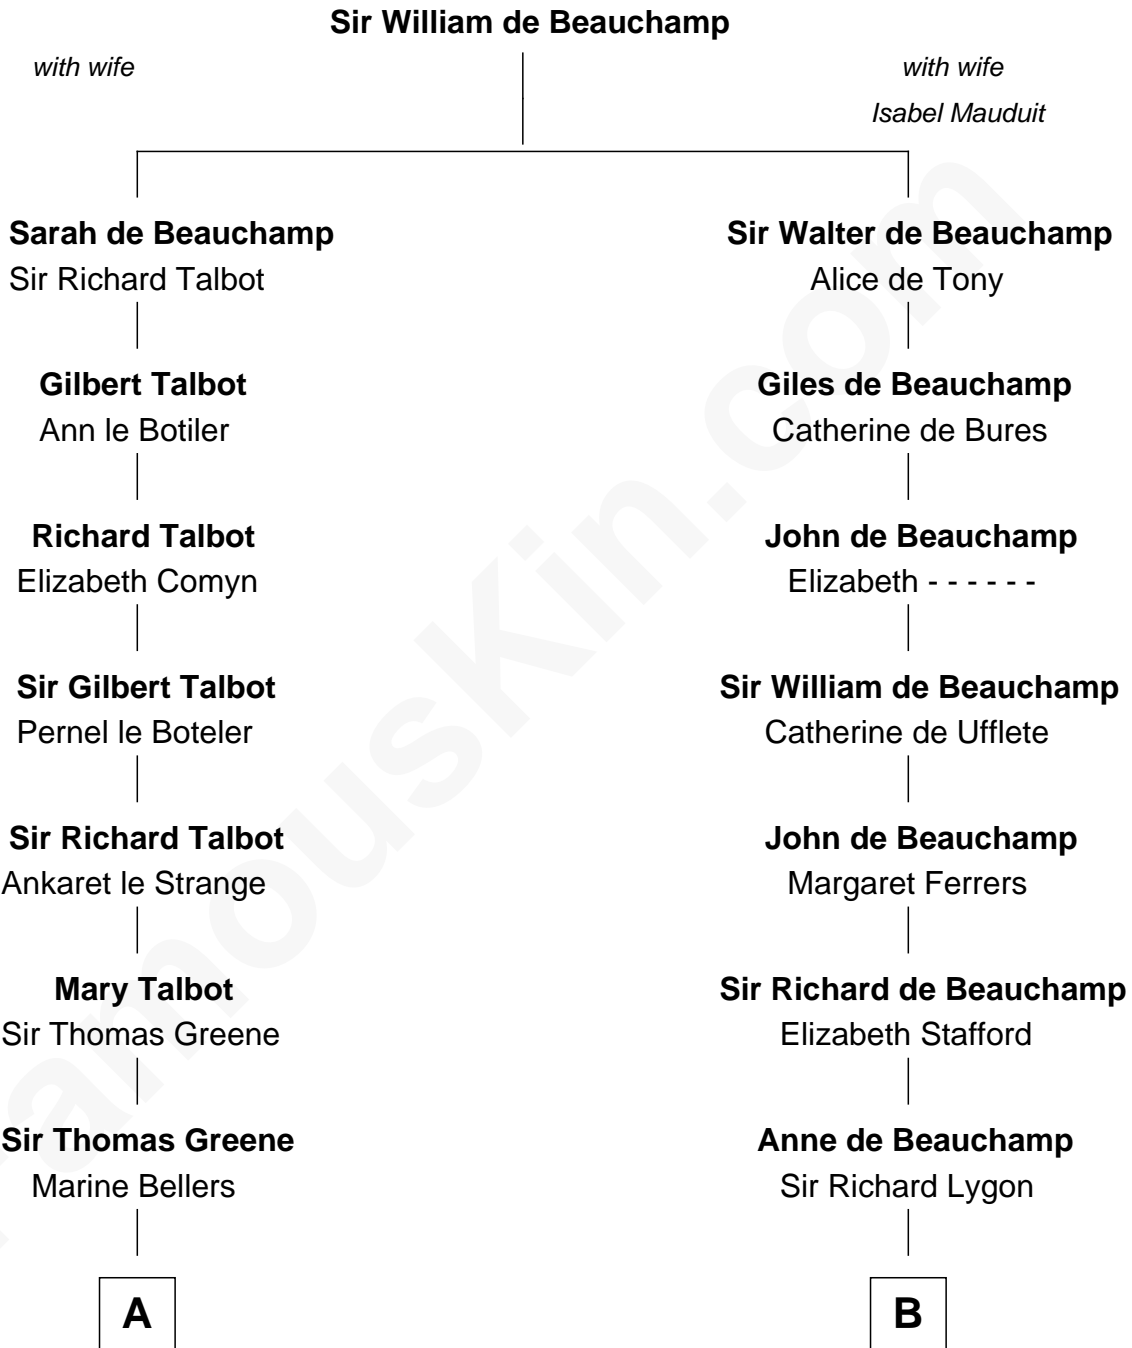 Sir William de Beauchamp
with wife
with wife
Isabel Mauduit
Sarah de Beauchamp
Sir Richard Talbot
Gilbert Talbot
Ann le Botiler
Richard Talbot
Elizabeth Comyn
Sir Gilbert Talbot
Pernel le Boteler
Sir Richard Talbot
Ankaret le Strange
Mary Talbot
Sir Thomas Greene
Sir Thomas Greene
Marine Bellers
A
Sir Walter de Beauchamp
Alice de Tony
Giles de Beauchamp
Catherine de Bures
John de Beauchamp
Elizabeth - - - - - -
Sir William de Beauchamp
Catherine de Ufflete
John de Beauchamp
Margaret Ferrers
Sir Richard de Beauchamp
Elizabeth Stafford
Anne de Beauchamp
Sir Richard Lygon
B
FamousKin.com